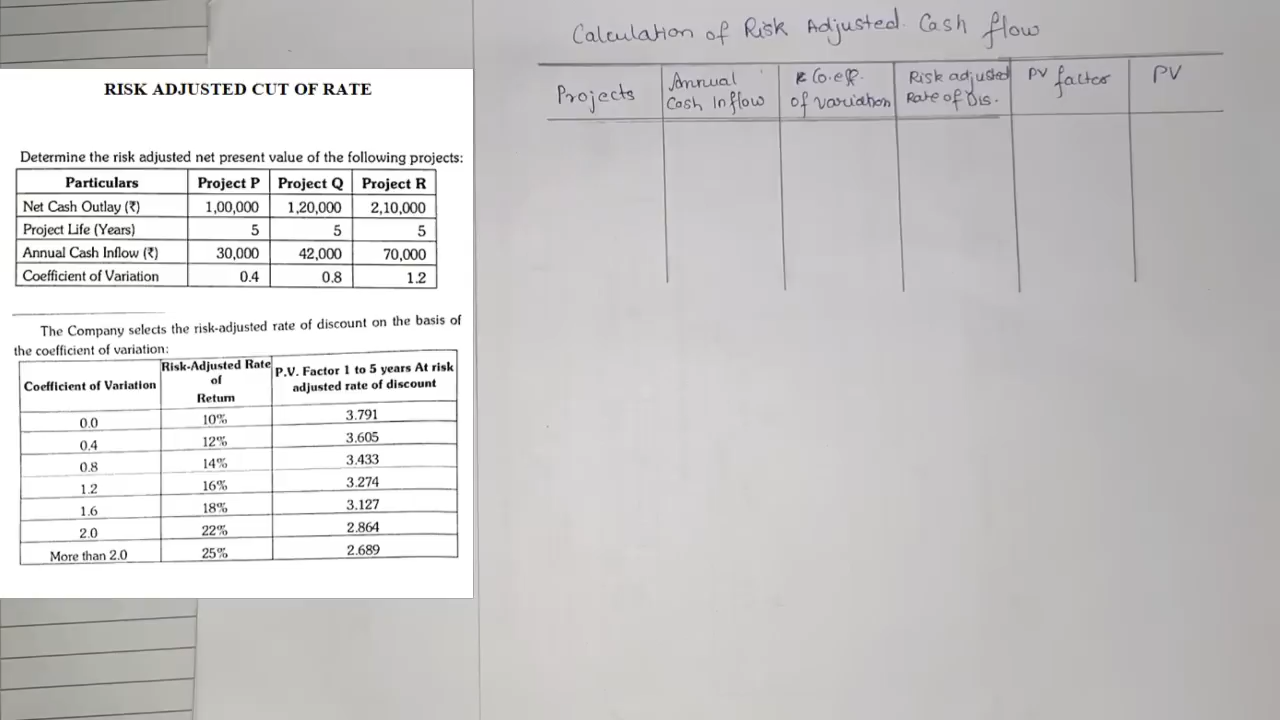 RISK ADJUSTED CUT OF RATE
Determine the risk adjusted net present value of the following projects:
Particulars Project P Project Q Project R
Net Cash Outlay (₹) 1,00,000 1,20,000 2,10,000
Project Life (Years) 5 5 5
Annual Cash Inflow (₹) 30,000 42,000 70,000
Coefficient of Variation 0.4 0.8 1.2
The Company selects the risk-adjusted rate of discount on the basis of
the coefficient of variation:
Coefficient of Variation Risk-Adjusted Rate of Return P.V. Factor 1 to 5 years At risk adjusted rate of discount
0.0 10% 3.791
0.4 12% 3.605
0.8 14% 3.433
1.2 16% 3.274
1.6 18% 3.127
2.0 22% 2.864
More than 2.0 25% 2.689
Calculation of Risk Adjusted. Cash flow
Projects Annual Cash Inflow Co.eff. of variation Risk adjusted Rate of Dis. PV factor PV